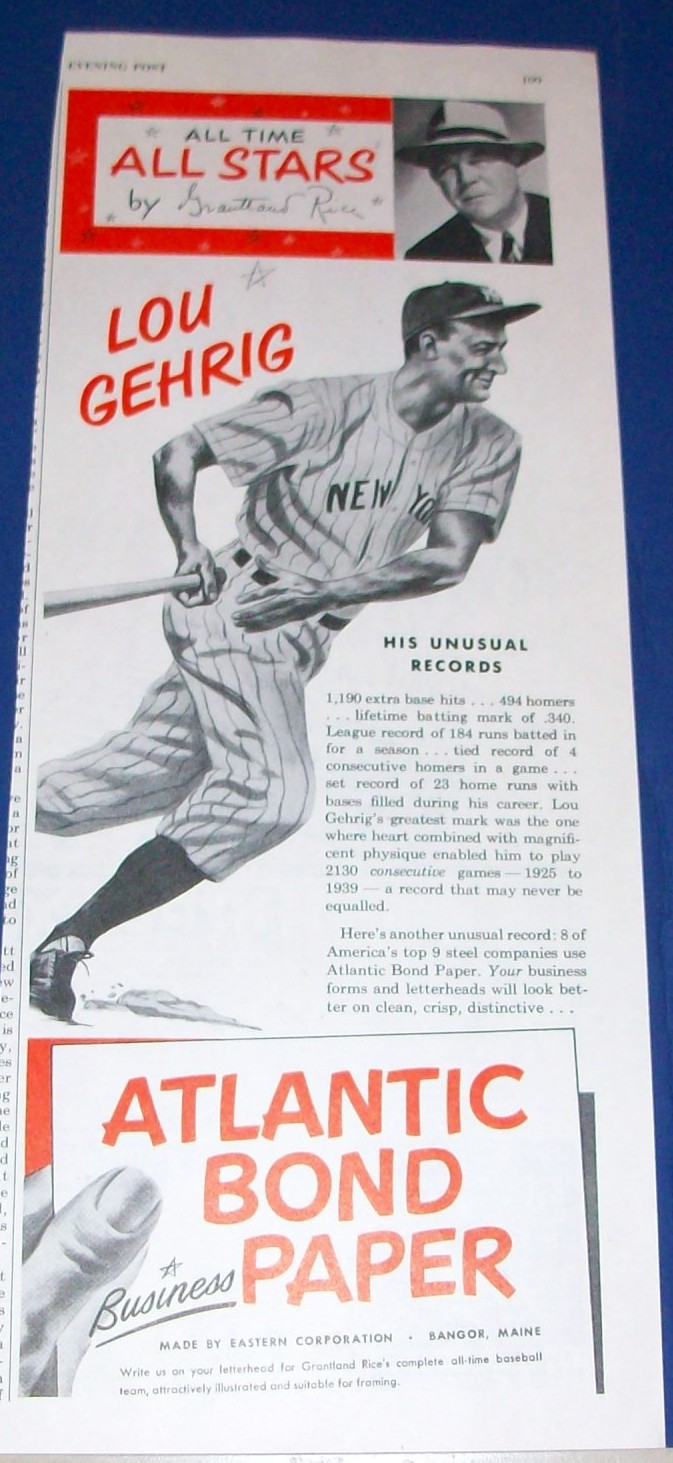 EVENING POST
109
ALL TIME
ALL STARS
by Grantland Rice
LOU
GEHRIG
NEW YO
HIS UNUSUAL
RECORDS
1,190 extra base hits . . . 494 homers
. . . lifetime batting mark of .340.
League record of 184 runs batted in
for a season . . . tied record of 4
consecutive homers in a game . . .
set record of 23 home runs with
bases filled during his career. Lou
Gehrig's greatest mark was the one
where heart combined with magnifi-
cent physique enabled him to play
2130 consecutive games — 1925 to
1939 — a record that may never be
equalled.
Here's another unusual record: 8 of
America's top 9 steel companies use
Atlantic Bond Paper. Your business
forms and letterheads will look bet-
ter on clean, crisp, distinctive . . .
ATLANTIC
BOND
Business PAPER
MADE BY EASTERN CORPORATION • BANGOR, MAINE
Write us on your letterhead for Grantland Rice's complete all-time baseball
team, attractively illustrated and suitable for framing.